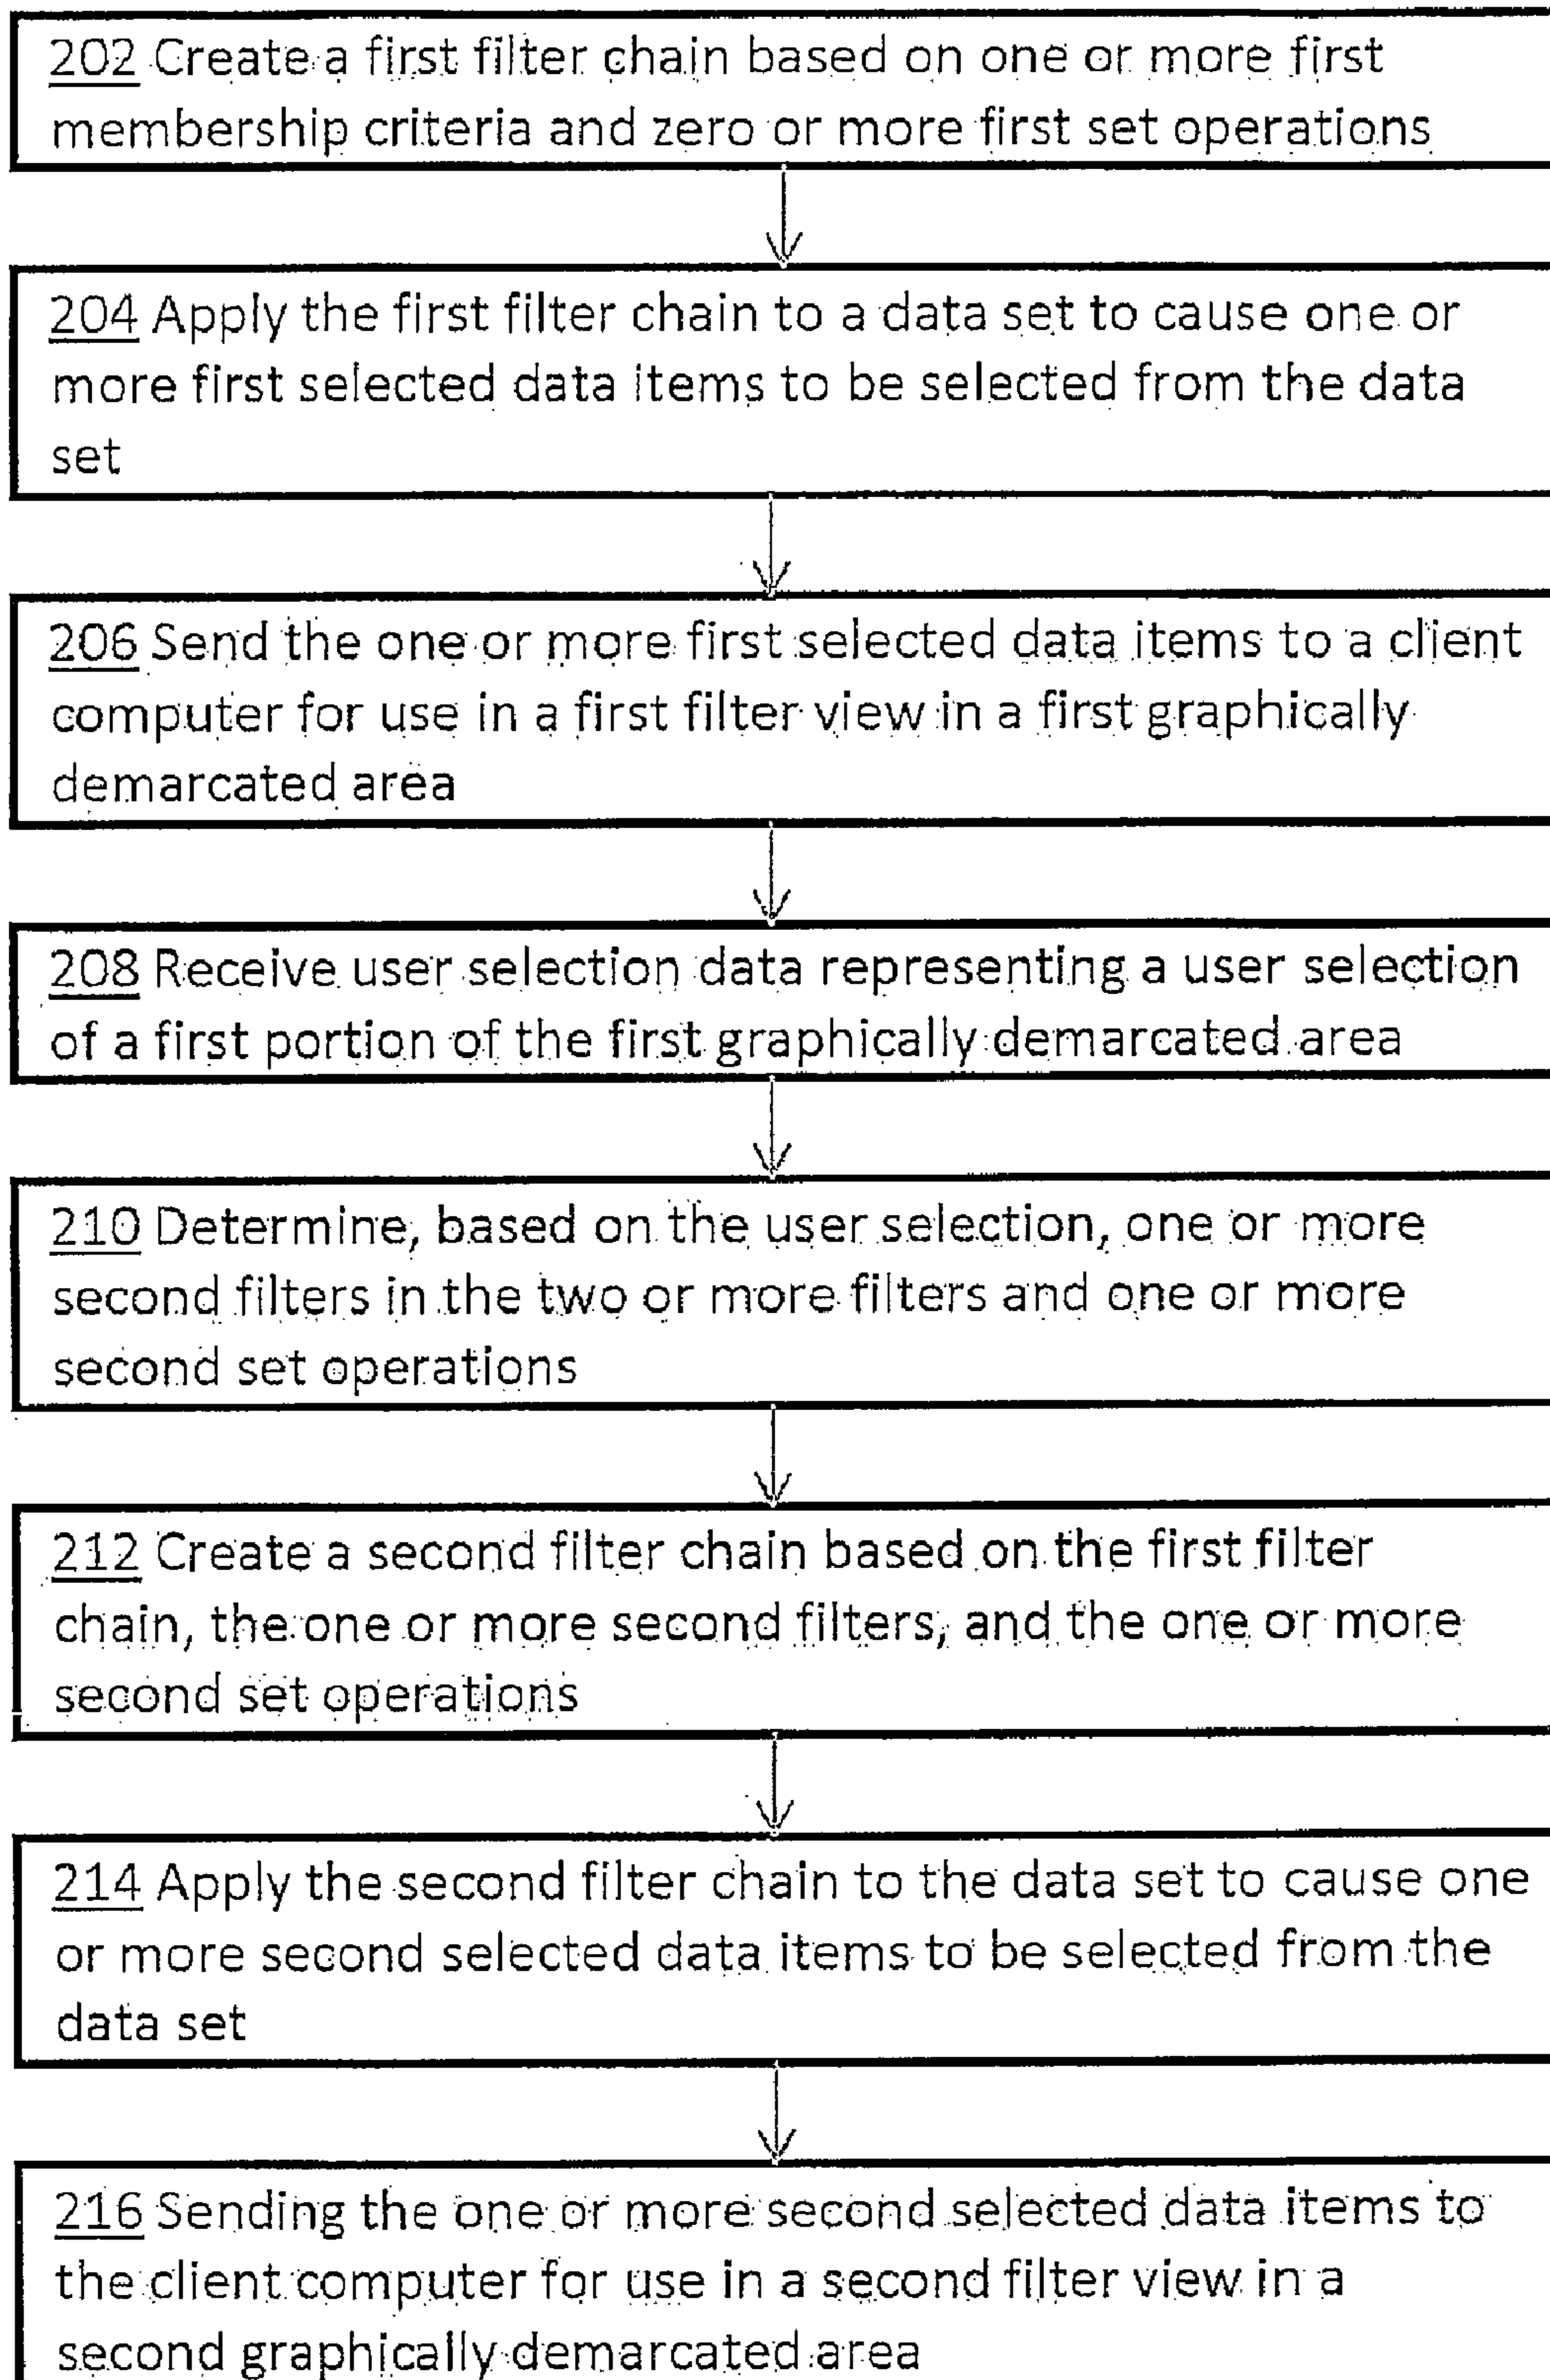 202 Create a first filter chain based on one or more first
membership criteria and zero or more first set operations
204 Apply the first filter chain to a data set to cause one or
more first selected data items to be selected from the data
set
206 Send the one or more first selected data items to a client
computer for use in a first filter view in a first graphically
demarcated area
208 Receive user selection data representing a user selection
of a first portion of the first graphically demarcated area
210 Determine, based on the user selection, one or more
second filters in the two or more filters and one or more
second set operations
212 Create a second filter chain based on the first filter
chain, the one or more second filters, and the one or more
second set operations
214 Apply the second filter chain to the data set to cause one
or more second selected data items to be selected from the
data set
216 Sending the one or more second selected data items to
the client computer for use in a second filter view in a
second graphically demarcated area